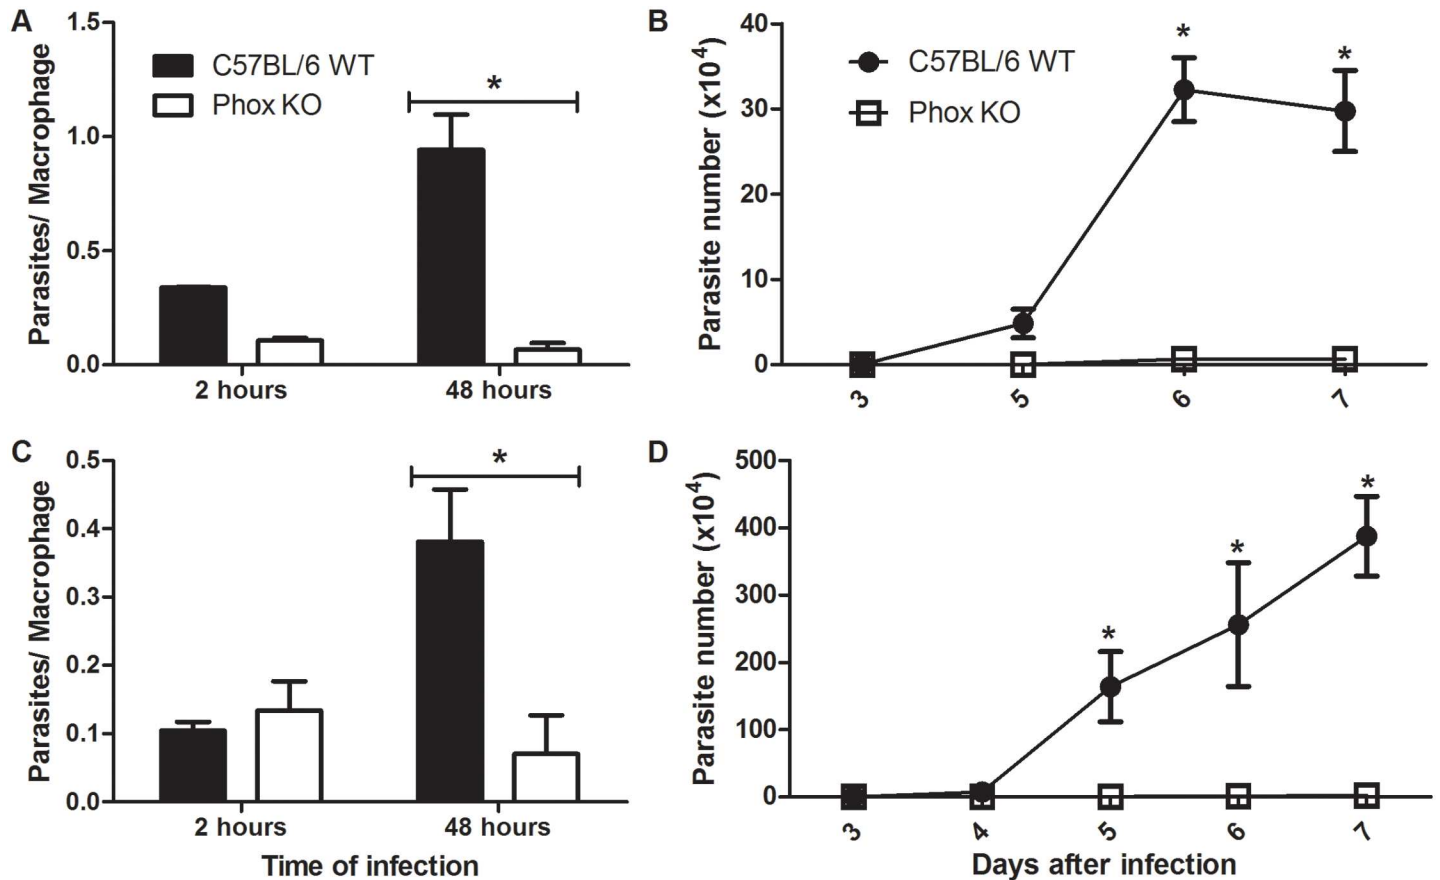 A
Parasites/ Macrophage
1.5
1.0
0.5
0.0
C57BL/6 WT
Phox KO
*
2 hours
48 hours
B
Parasite number (x10⁴)
40
30
20
10
0
C57BL/6 WT
Phox KO
*
*
3
5
6
7
C
Parasites/ Macrophage
0.5
0.4
0.3
0.2
0.1
0.0
*
2 hours
48 hours
Time of infection
D
Parasite number (x10⁴)
500
400
300
200
100
0
*
*
*
3
4
5
6
7
Days after infection